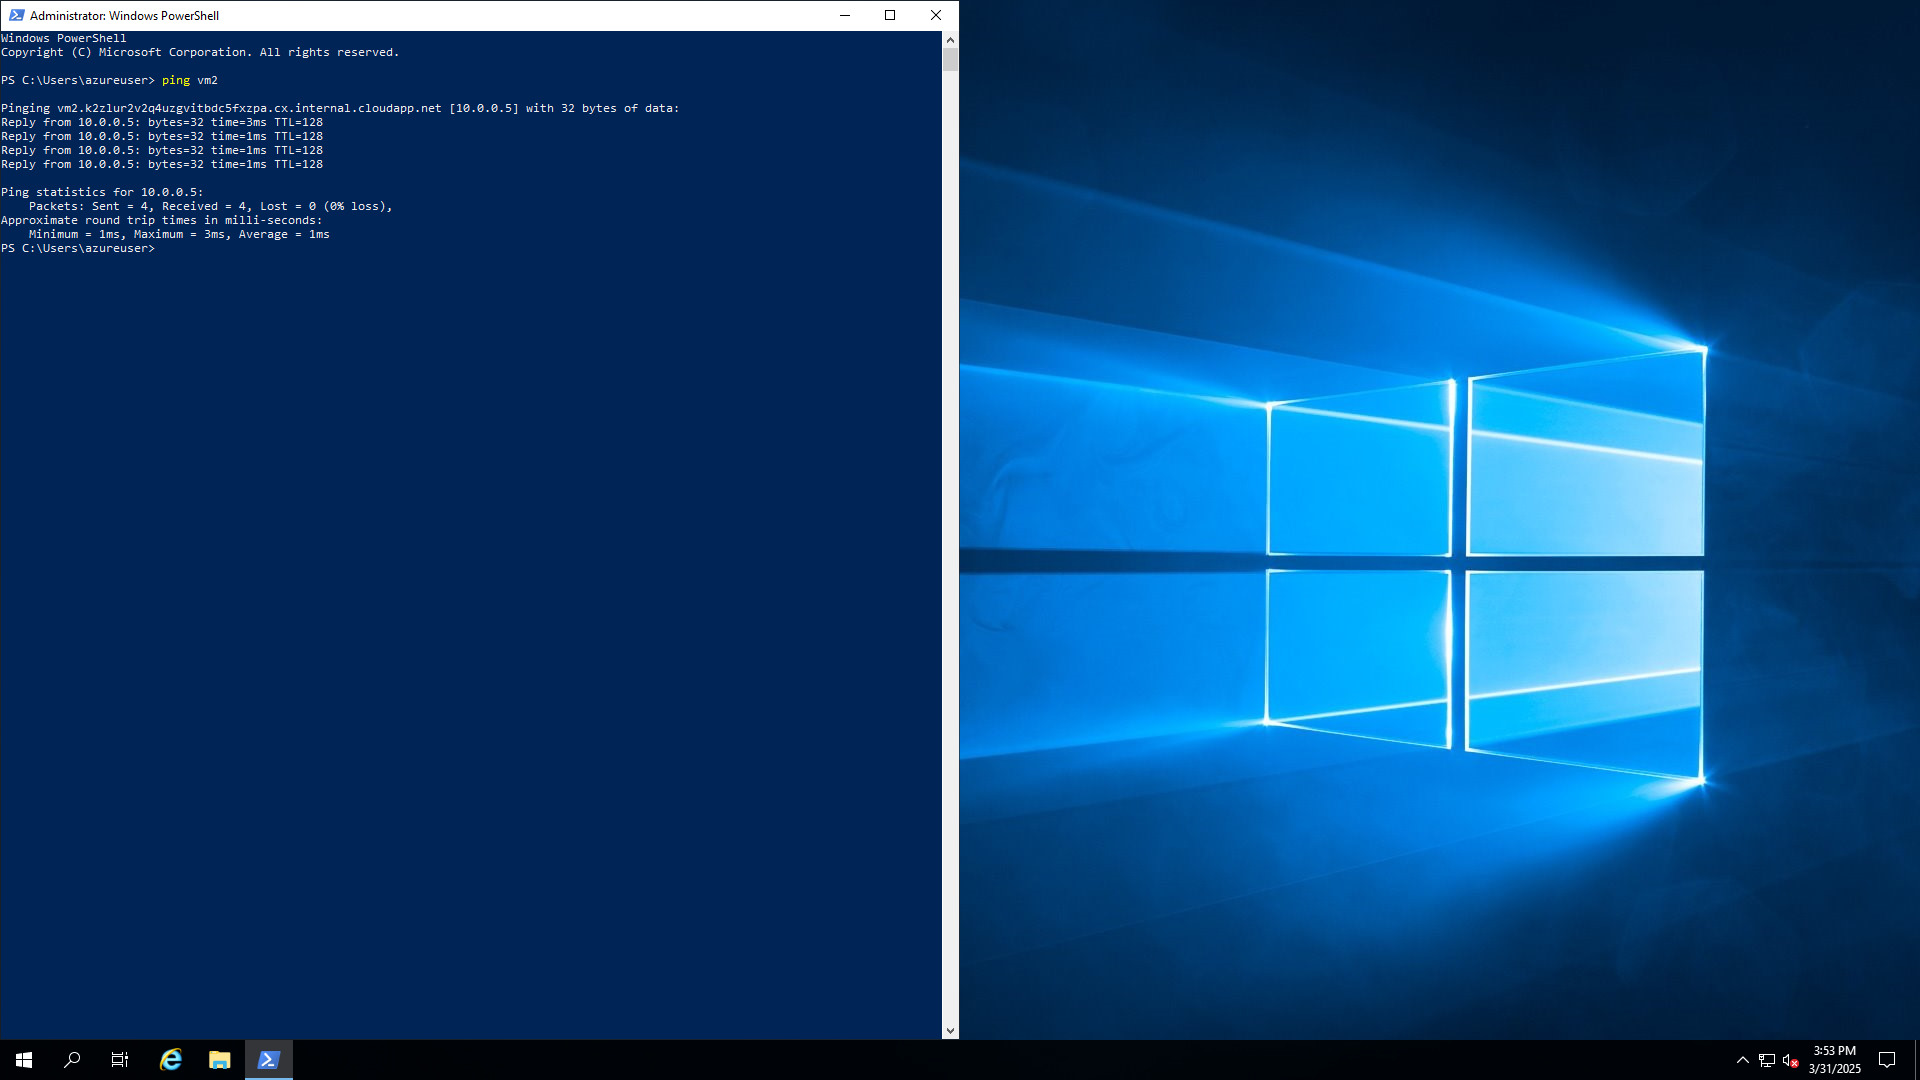 Administrator: Windows PowerShell
Windows PowerShell
Copyright (C) Microsoft Corporation. All rights reserved.
PS C:\Users\azureuser> ping vm2
Pinging vm2.k2zlur2v2q4uzgvitbdc5fxzpa.cx.internal.cloudapp.net [10.0.0.5] with 32 bytes of data:
Reply from 10.0.0.5: bytes=32 time=3ms TTL=128
Reply from 10.0.0.5: bytes=32 time=1ms TTL=128
Reply from 10.0.0.5: bytes=32 time=1ms TTL=128
Reply from 10.0.0.5: bytes=32 time=1ms TTL=128
Ping statistics for 10.0.0.5:
    Packets: Sent = 4, Received = 4, Lost = 0 (0% loss),
Approximate round trip times in milli-seconds:
    Minimum = 1ms, Maximum = 3ms, Average = 1ms
PS C:\Users\azureuser>
3:53 PM
3/31/2025